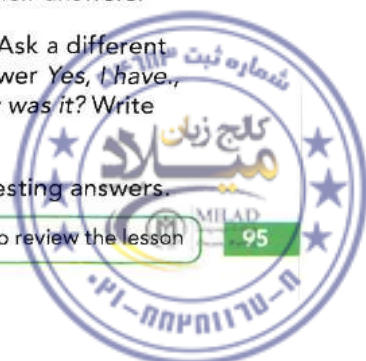 Ask a different
wer Yes, I have.,
was it? Write
esting answers.
o review the lesson 95
شماره ثبت
کالج زبان
میلاد
MILAD